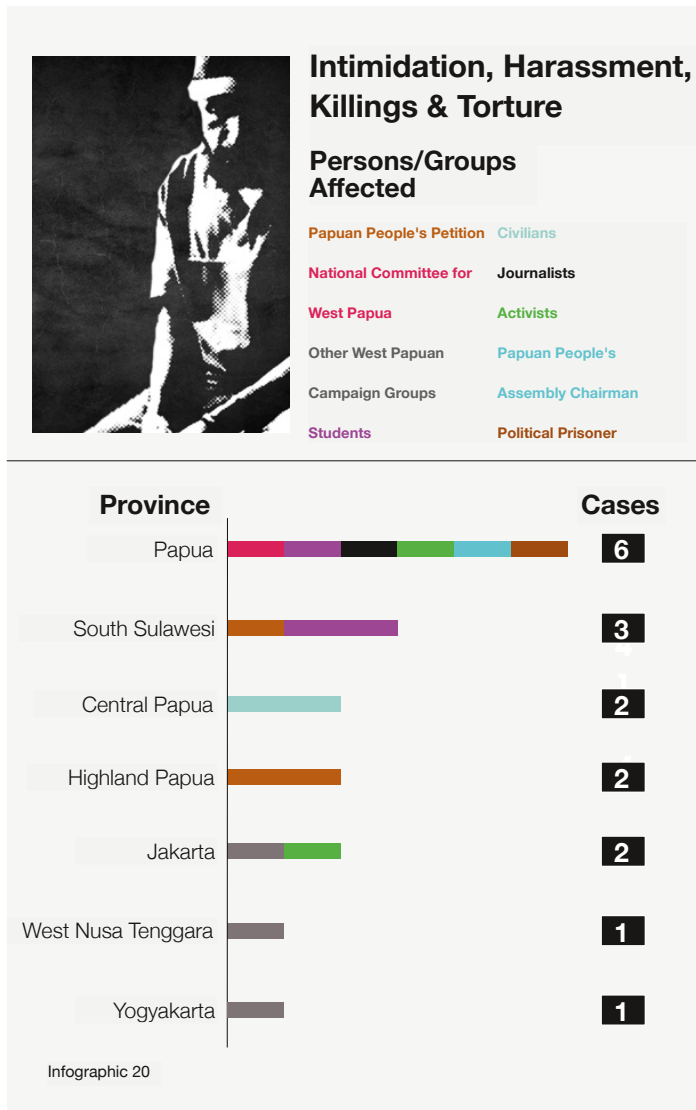 Intimidation, Harassment,
Killings & Torture
Persons/Groups
Affected
Papuan People's Petition
National Committee for
West Papua
Other West Papuan
Campaign Groups
Students
Civilians
Journalists
Activists
Papuan People's
Assembly Chairman
Political Prisoner
Province
Cases
Papua
6
South Sulawesi
3
4
1
Central Papua
2
Highland Papua
2
Jakarta
2
West Nusa Tenggara
1
Yogyakarta
1
Infographic 20